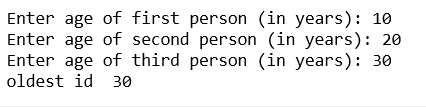 Enter age of first person (in years): 10
Enter age of second person (in years): 20
Enter age of third person (in years): 30
oldest id  30